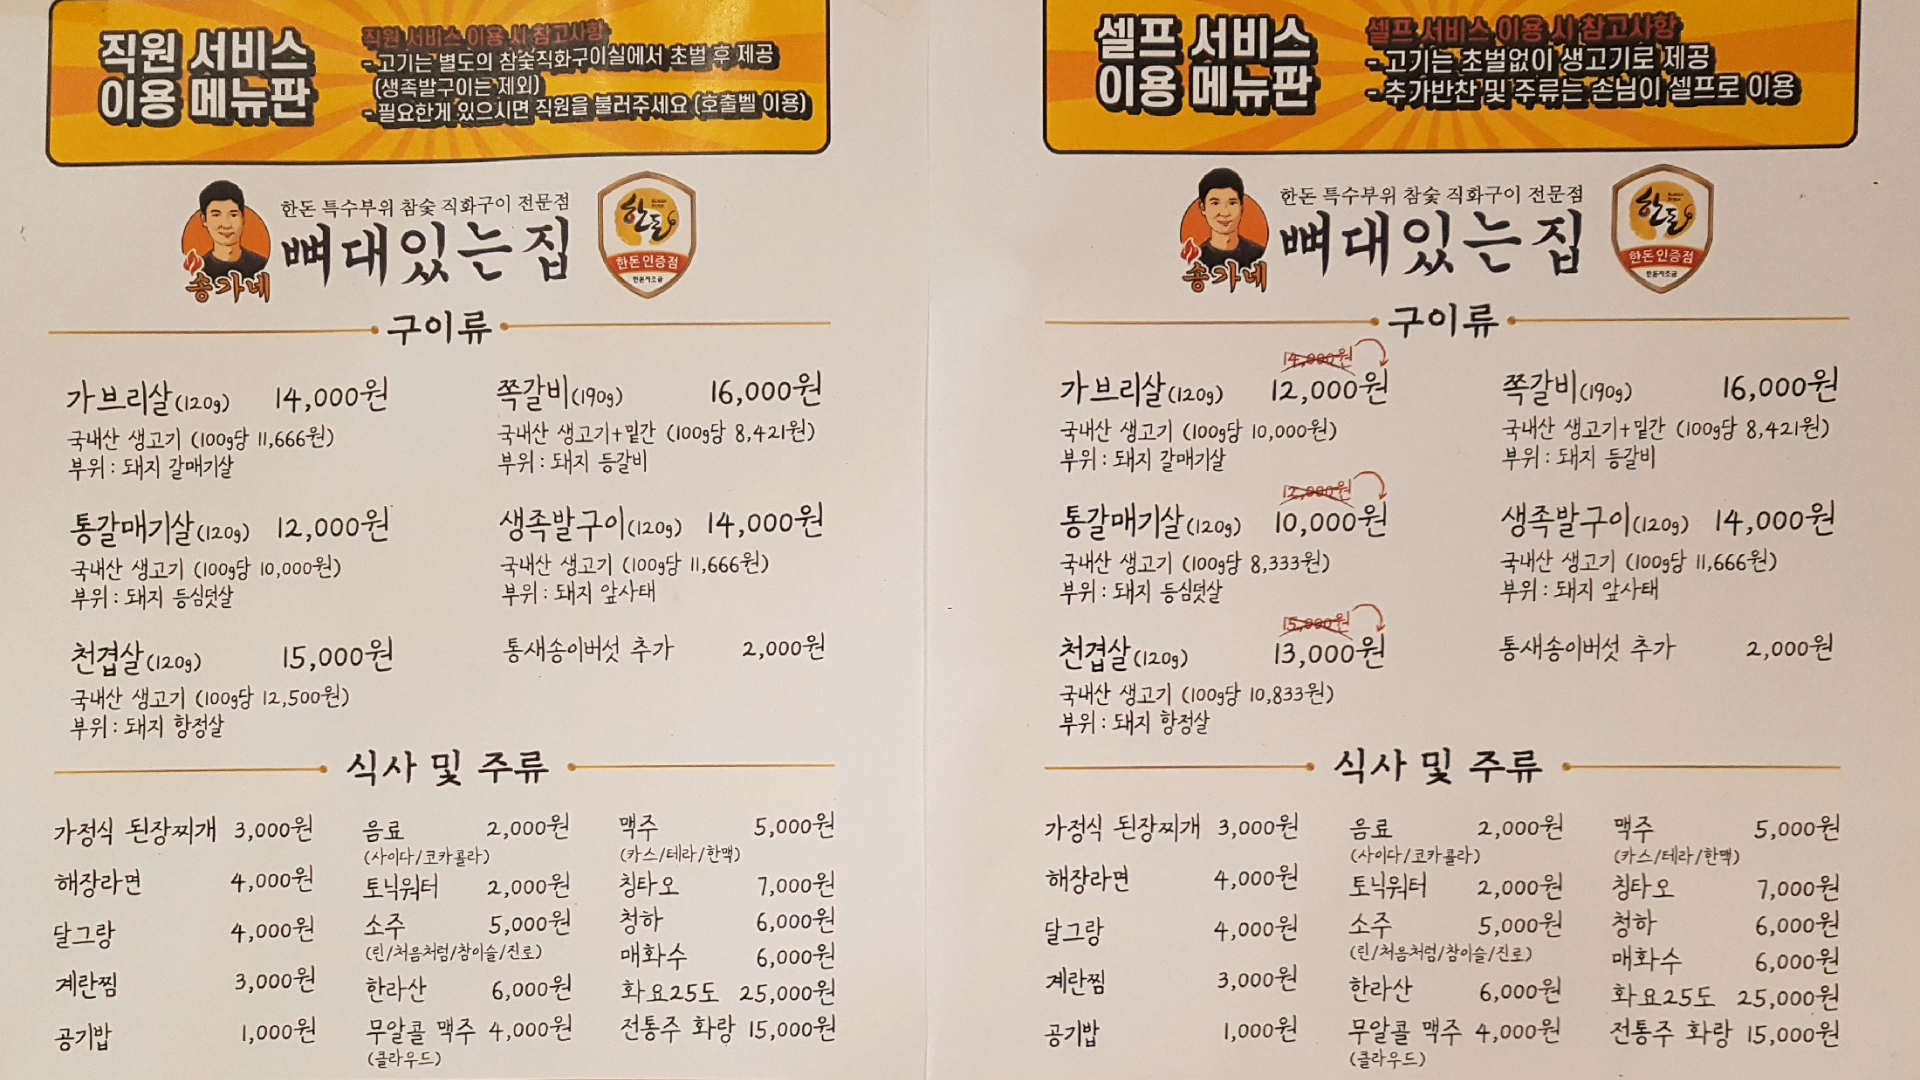 직원 서비스
이용 메뉴판
직원 서비스 이용 시 참고사항
- 고기는 별도의 참숯직화구이실에서 초벌 후 제공
(생족발구이는 제외)
- 필요한게 있으시면 직원을 불러주세요 (호출벨 이용)
한돈 특수부위 참숯 직화구이 전문점
뼈대있는집
송가네
한돈
한돈인증점
한돈자조금
구이류
가브리살(120g) 14,000원
국내산 생고기 (100g당 11,666원)
부위 : 돼지 갈매기살
쪽갈비(190g) 16,000원
국내산 생고기+밑간 (100g당 8,421원)
부위 : 돼지 등갈비
통갈매기살(120g) 12,000원
국내산 생고기 (100g당 10,000원)
부위 : 돼지 등심덧살
생족발구이(120g) 14,000원
국내산 생고기 (100g당 11,666원)
부위 : 돼지 앞사태
천겹살(120g) 15,000원
국내산 생고기 (100g당 12,500원)
부위 : 돼지 항정살
통새송이버섯 추가 2,000원
식사 및 주류
가정식 된장찌개 3,000원
해장라면 4,000원
달그랑 4,000원
계란찜 3,000원
공기밥 1,000원
음료 2,000원
(사이다/코카콜라)
토닉워터 2,000원
소주 5,000원
(린/처음처럼/참이슬/진로)
한라산 6,000원
무알콜 맥주 4,000원
(클라우드)
맥주 5,000원
(카스/테라/한맥)
칭타오 7,000원
청하 6,000원
매화수 6,000원
화요25도 25,000원
전통주 화랑 15,000원
셀프 서비스
이용 메뉴판
셀프 서비스 이용 시 참고사항
- 고기는 초벌없이 생고기로 제공
- 추가반찬 및 주류는 손님이 셀프로 이용
한돈 특수부위 참숯 직화구이 전문점
뼈대있는집
송가네
한돈
한돈인증점
한돈자조금
구이류
14,000원
가브리살(120g) 12,000원
국내산 생고기 (100g당 10,000원)
부위 : 돼지 갈매기살
쪽갈비(190g) 16,000원
국내산 생고기+밑간 (100g당 8,421원)
부위 : 돼지 등갈비
12,000원
통갈매기살(120g) 10,000원
국내산 생고기 (100g당 8,333원)
부위 : 돼지 등심덧살
생족발구이(120g) 14,000원
국내산 생고기 (100g당 11,666원)
부위 : 돼지 앞사태
15,000원
천겹살(120g) 13,000원
국내산 생고기 (100g당 10,833원)
부위 : 돼지 항정살
통새송이버섯 추가 2,000원
식사 및 주류
가정식 된장찌개 3,000원
해장라면 4,000원
달그랑 4,000원
계란찜 3,000원
공기밥 1,000원
음료 2,000원
(사이다/코카콜라)
토닉워터 2,000원
소주 5,000원
(린/처음처럼/참이슬/진로)
한라산 6,000원
무알콜 맥주 4,000원
(클라우드)
맥주 5,000원
(카스/테라/한맥)
칭타오 7,000원
청하 6,000원
매화수 6,000원
화요25도 25,000원
전통주 화랑 15,000원